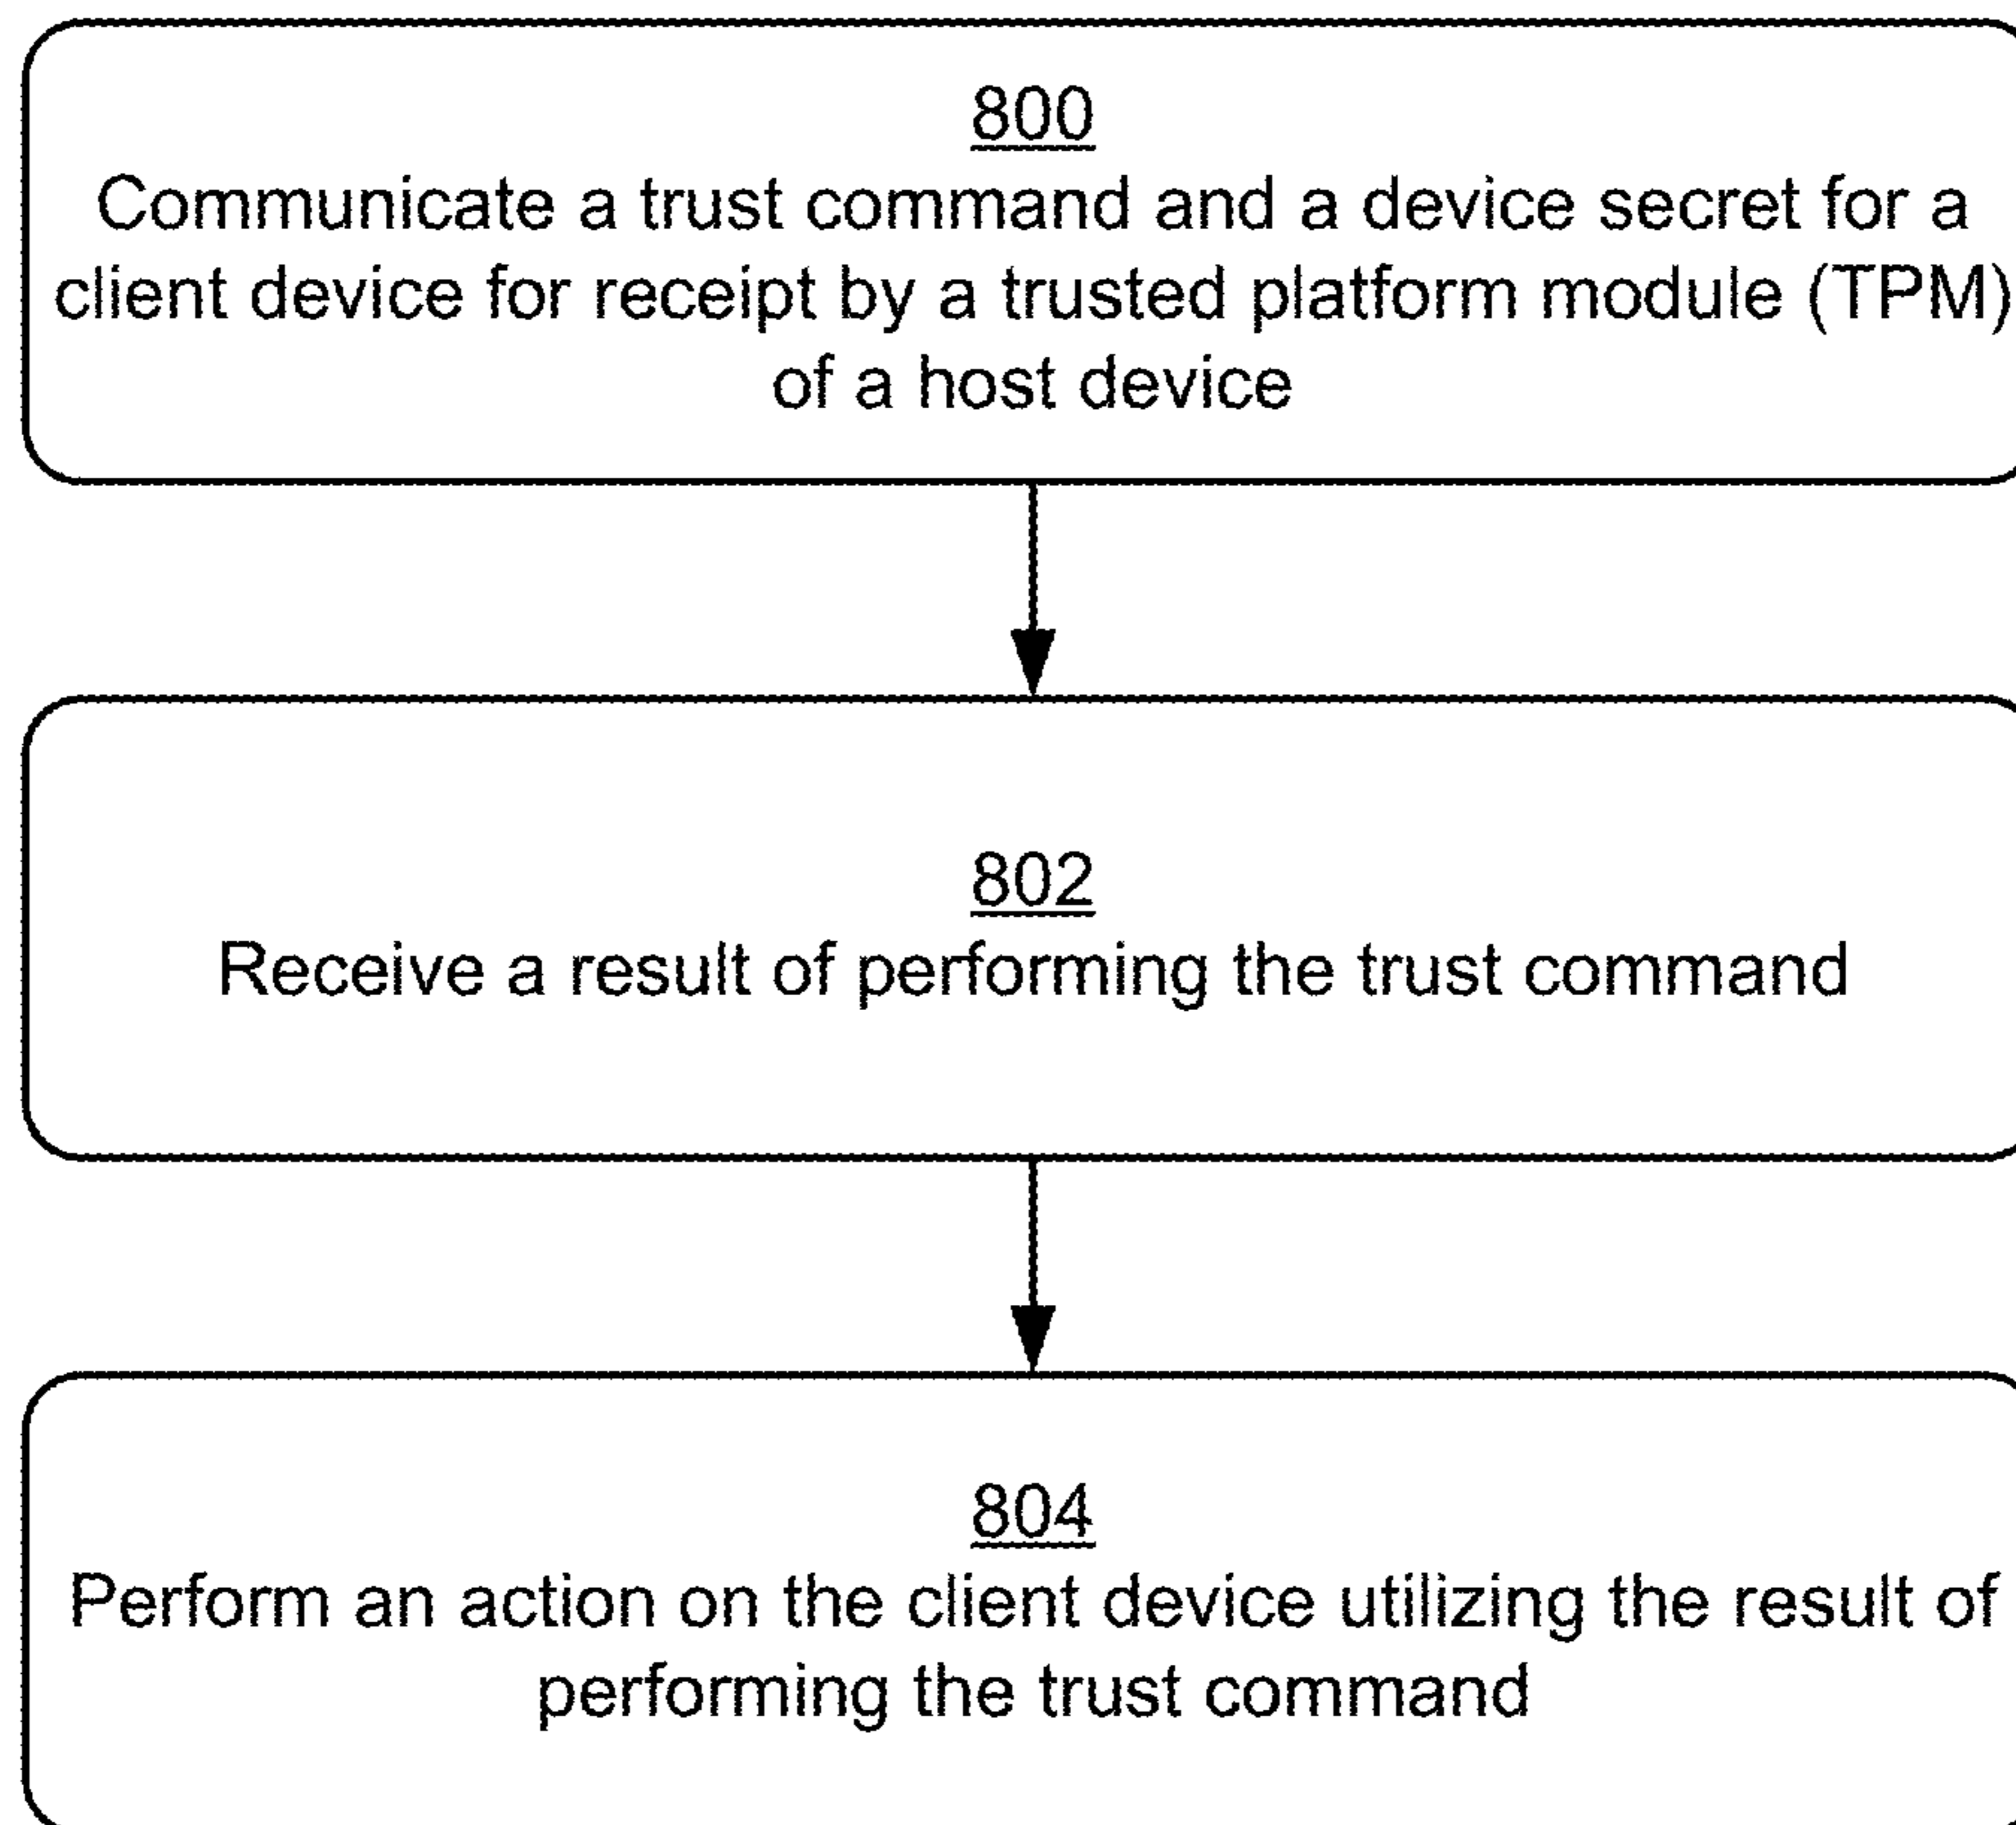 800
Communicate a trust command and a device secret for a
client device for receipt by a trusted platform module (TPM)
of a host device
802
Receive a result of performing the trust command
804
Perform an action on the client device utilizing the result of
performing the trust command